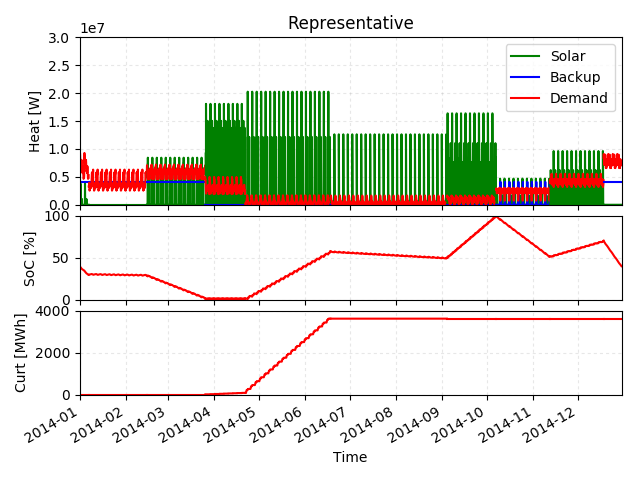 Representative
1e7
3.0
2.5
2.0
1.5
1.0
0.5
0.0
Heat [W]
Solar
Backup
Demand
100
50
0
SoC [%]
4000
2000
0
Curt [MWh]
2014-01
2014-02
2014-03
2014-04
2014-05
2014-06
2014-07
2014-08
2014-09
2014-10
2014-11
2014-12
Time